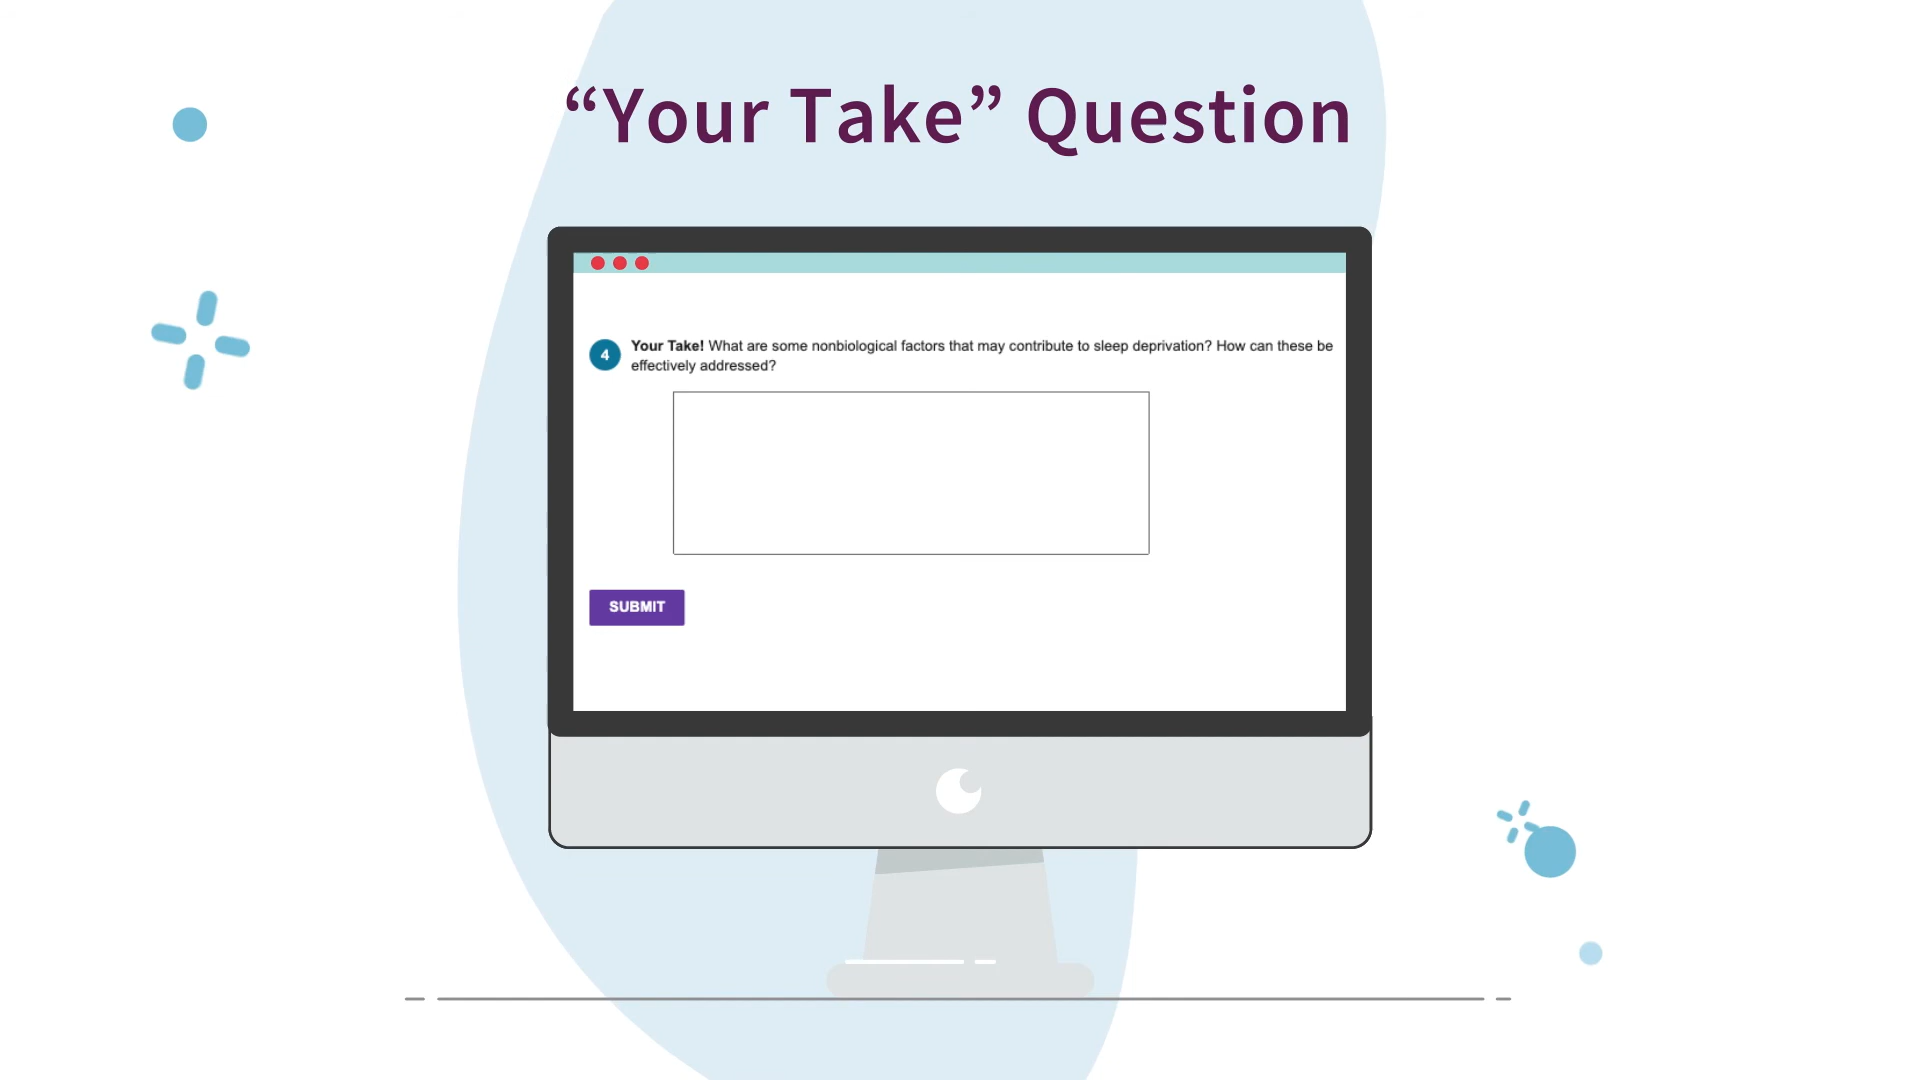 “Your Take” Question
4
Your Take! What are some nonbiological factors that may contribute to sleep deprivation? How can these be
effectively addressed?
SUBMIT